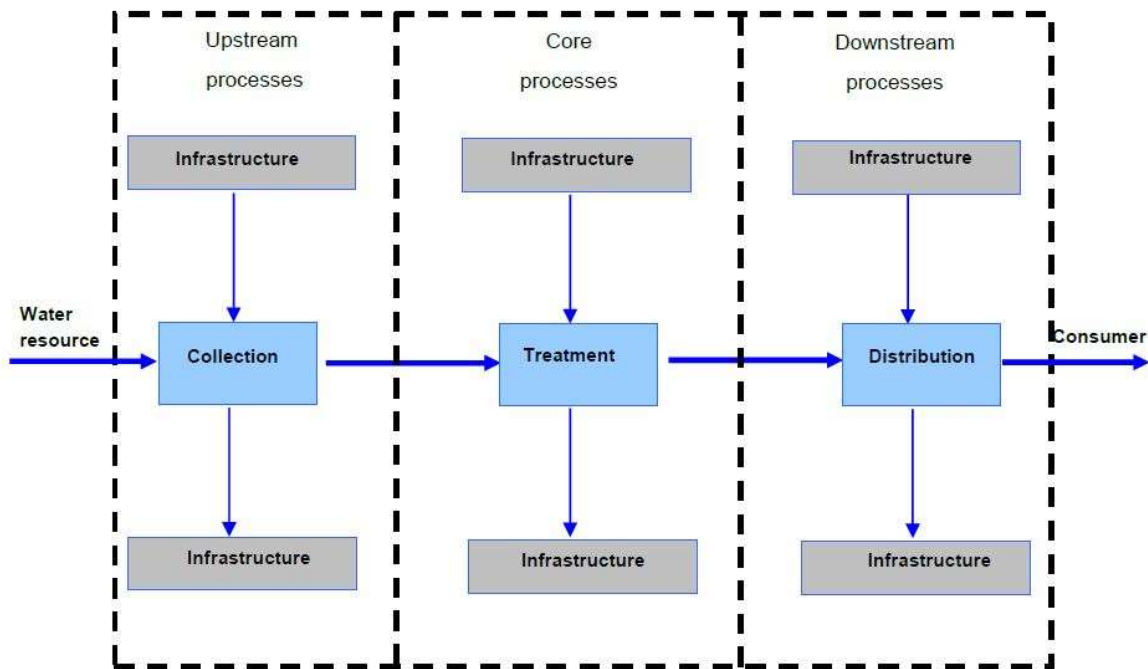 Upstream
processes
Core
processes
Downstream
processes
Infrastructure
Infrastructure
Infrastructure
Water
resource
Collection
Treatment
Distribution
Consumer
Infrastructure
Infrastructure
Infrastructure